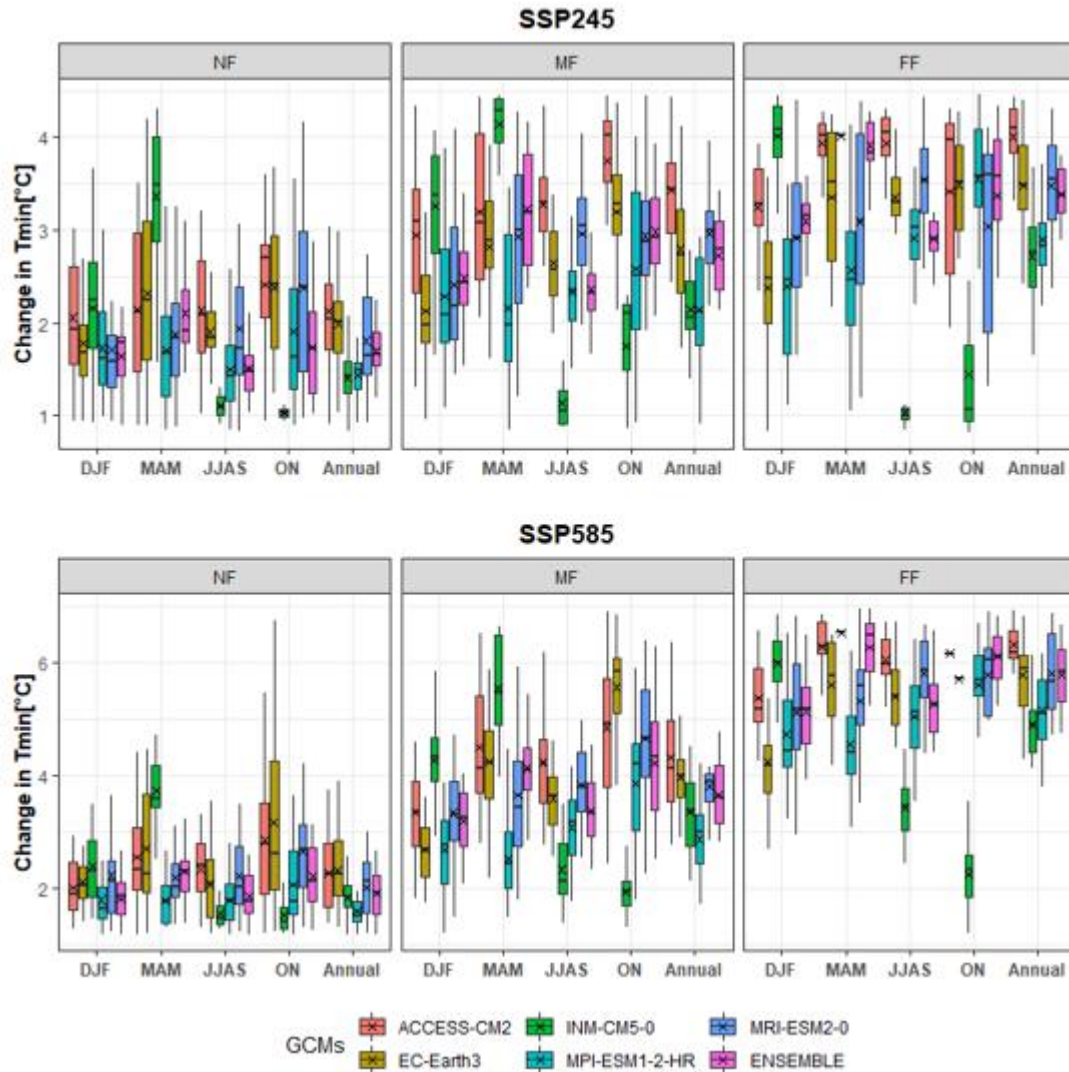 SSP245
NF MF FF
Change in Tmin[°C]
4
3
2
1
DJF MAM JJAS ON Annual DJF MAM JJAS ON Annual DJF MAM JJAS ON Annual
SSP585
NF MF FF
Change in Tmin[°C]
6
4
2
DJF MAM JJAS ON Annual DJF MAM JJAS ON Annual DJF MAM JJAS ON Annual
GCMs
ACCESS-CM2 INM-CM5-0 MRI-ESM2-0
EC-Earth3 MPI-ESM1-2-HR ENSEMBLE